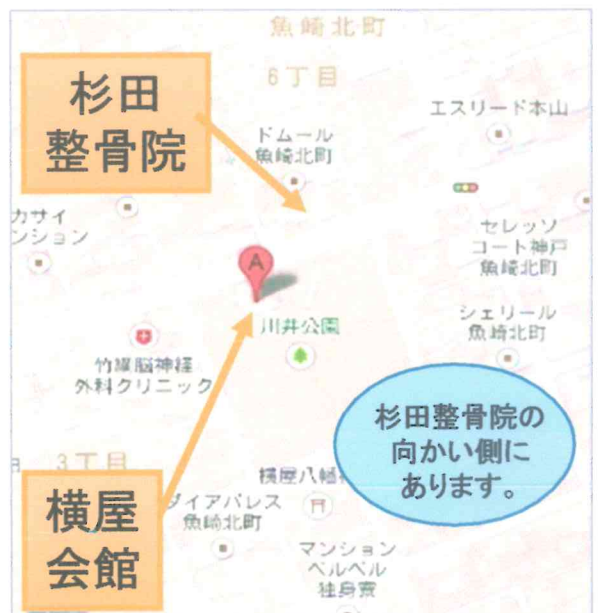 魚崎北町
6丁目
杉田
整骨院
エスリード本山
ドムール
魚崎北町
カサイ
ンション
セレッソ
コート神戸
魚崎北町
A
川井公園
シェリール
魚崎北町
脳神経
外科クリニック
杉田整骨院の
向かい側に
あります。
3丁目
横屋八幡
横屋
会館
ダイアパレス
魚崎北町
マンション
ベルベル
独身寮